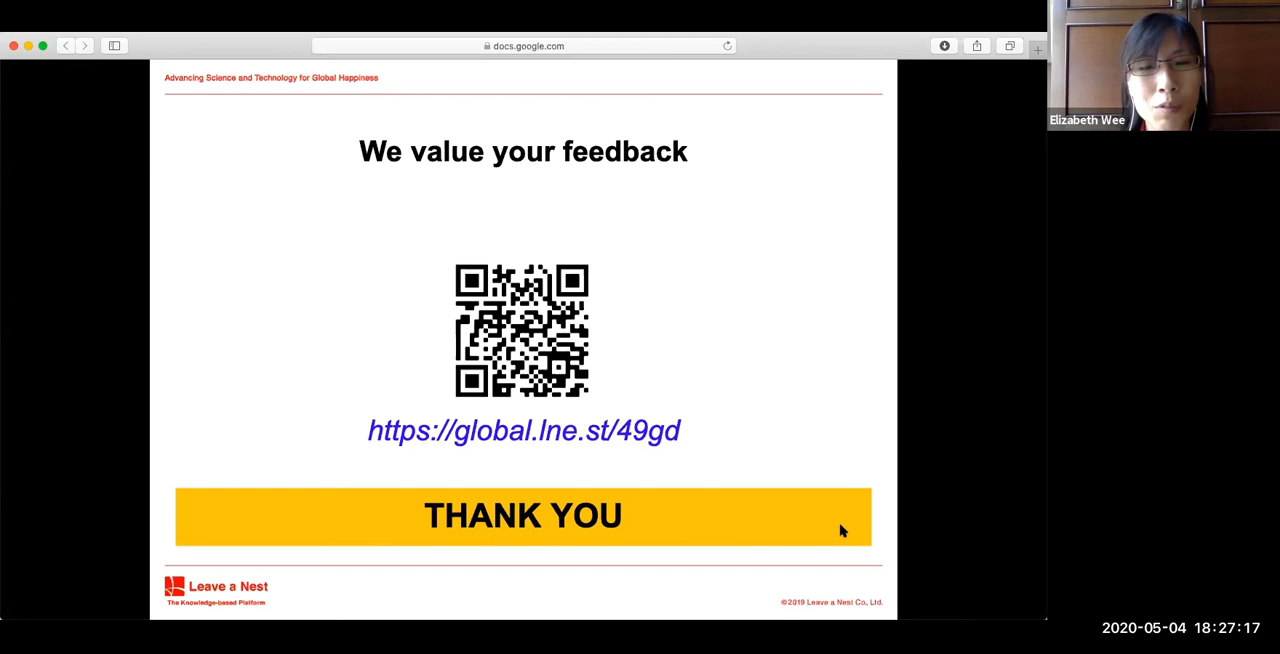 docs.google.com
Advancing Science and Technology for Global Happiness
Elizabeth Wee
We value your feedback
https://global.lne.st/49gd
THANK YOU
Leave a Nest
The Knowledge-based Platform
©2019 Leave a Nest Co., Ltd.
2020-05-04 18:27:17